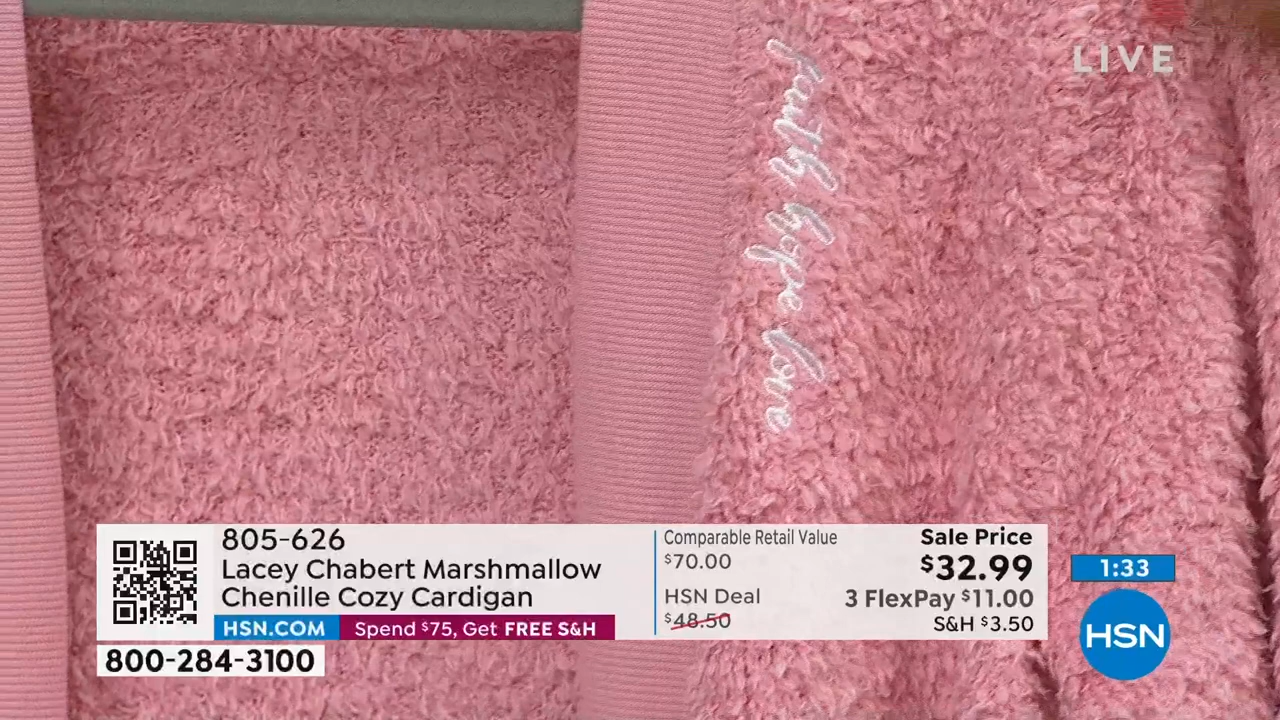 LIVE
faith hope love
805-626
Lacey Chabert Marshmallow
Chenille Cozy Cardigan
HSN.COM
Spend $75, Get FREE S&H
800-284-3100
Comparable Retail Value
$70.00
HSN Deal
$48.50
Sale Price
$32.99
3 FlexPay $11.00
S&H $3.50
1:33
HSN